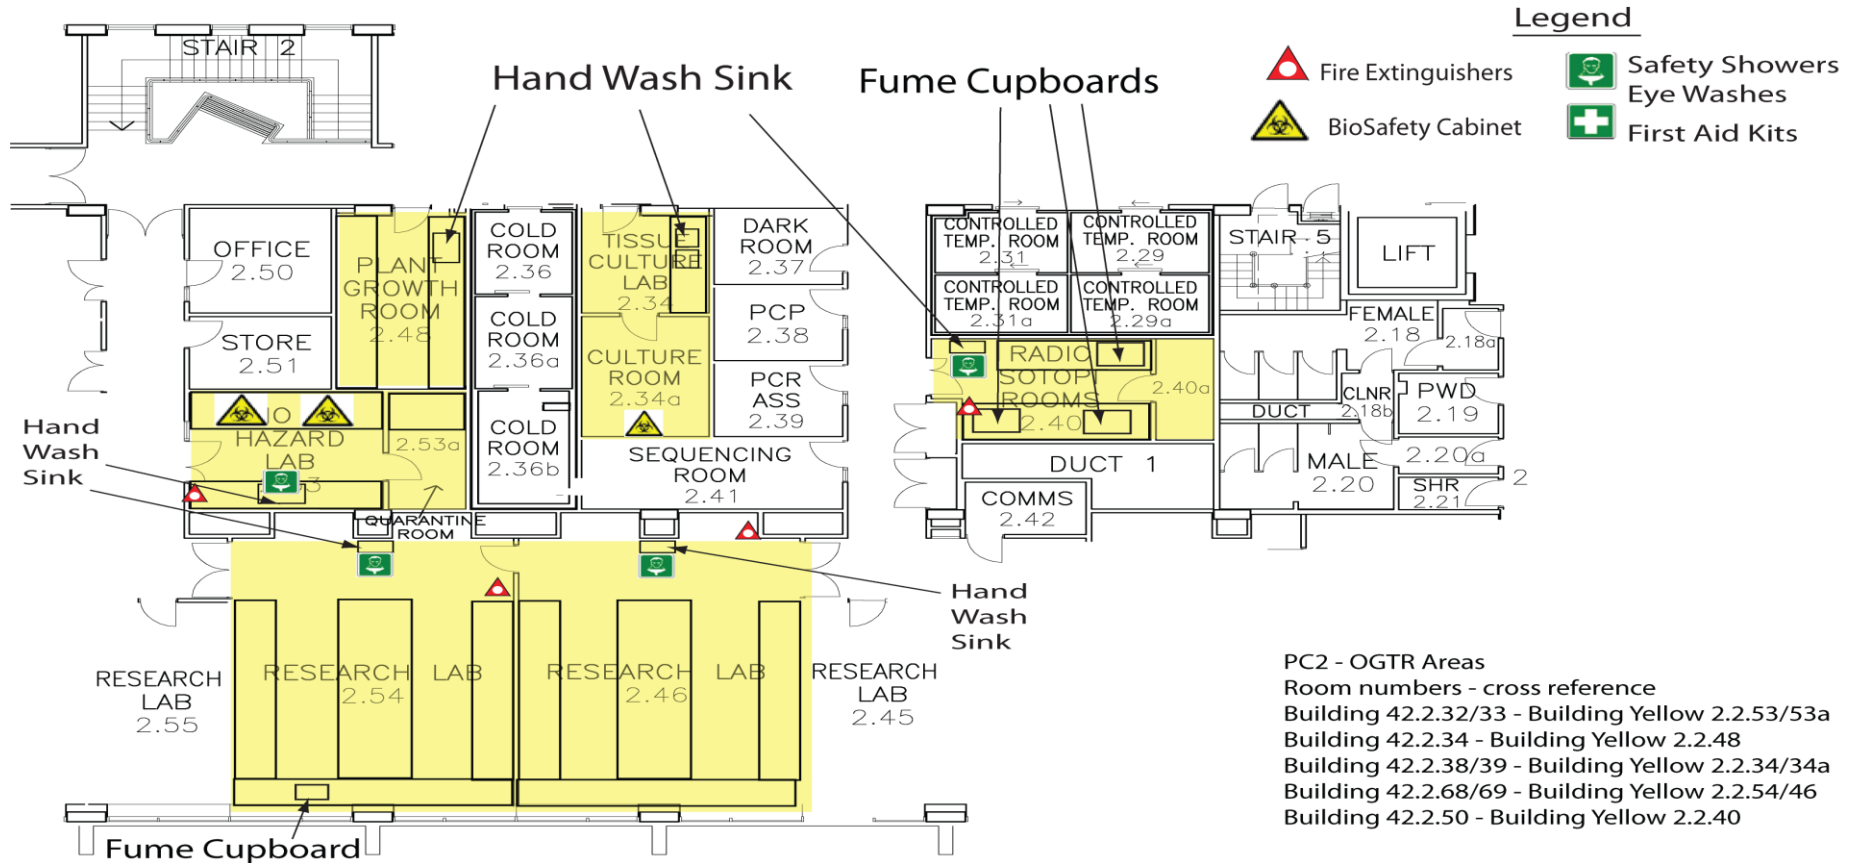 Legend
Fire Extinguishers
BioSafety Cabinet
Safety Showers
Eye Washes
First Aid Kits
STAIR 2
Hand Wash Sink
Fume Cupboards
OFFICE
2.50
STORE
2.51
PLANT
GROWTH
ROOM
2.48
COLD
ROOM
2.36
COLD
ROOM
2.36a
COLD
ROOM
2.36b
TISSUE
CULTURE
LAB
2.34
CULTURE
ROOM
2.34a
DARK
ROOM
2.37
PCP
2.38
PCR
ASS
2.39
SEQUENCING
ROOM
2.41
CONTROLLED
TEMP. ROOM
2.31
CONTROLLED
TEMP. ROOM
2.29
CONTROLLED
TEMP. ROOM
2.31a
CONTROLLED
TEMP. ROOM
2.29a
STAIR 5
LIFT
FEMALE
2.18
2.18a
RADIO
ROOMS
2.40
2.40a
CLNR
2.18b
PWD
2.19
DUCT
MALE
2.20
2.20a
SHR
2.21
2
DUCT 1
COMMS
2.42
Hand
Wash
Sink
HAZARD
LAB
2.53a
QUARANTINE
ROOM
Hand
Wash
Sink
RESEARCH
LAB
2.55
RESEARCH LAB
2.54
RESEARCH LAB
2.46
RESEARCH
LAB
2.45
Fume Cupboard
PC2 - OGTR Areas
Room numbers - cross reference
Building 42.2.32/33 - Building Yellow 2.2.53/53a
Building 42.2.34 - Building Yellow 2.2.48
Building 42.2.38/39 - Building Yellow 2.2.34/34a
Building 42.2.68/69 - Building Yellow 2.2.54/46
Building 42.2.50 - Building Yellow 2.2.40